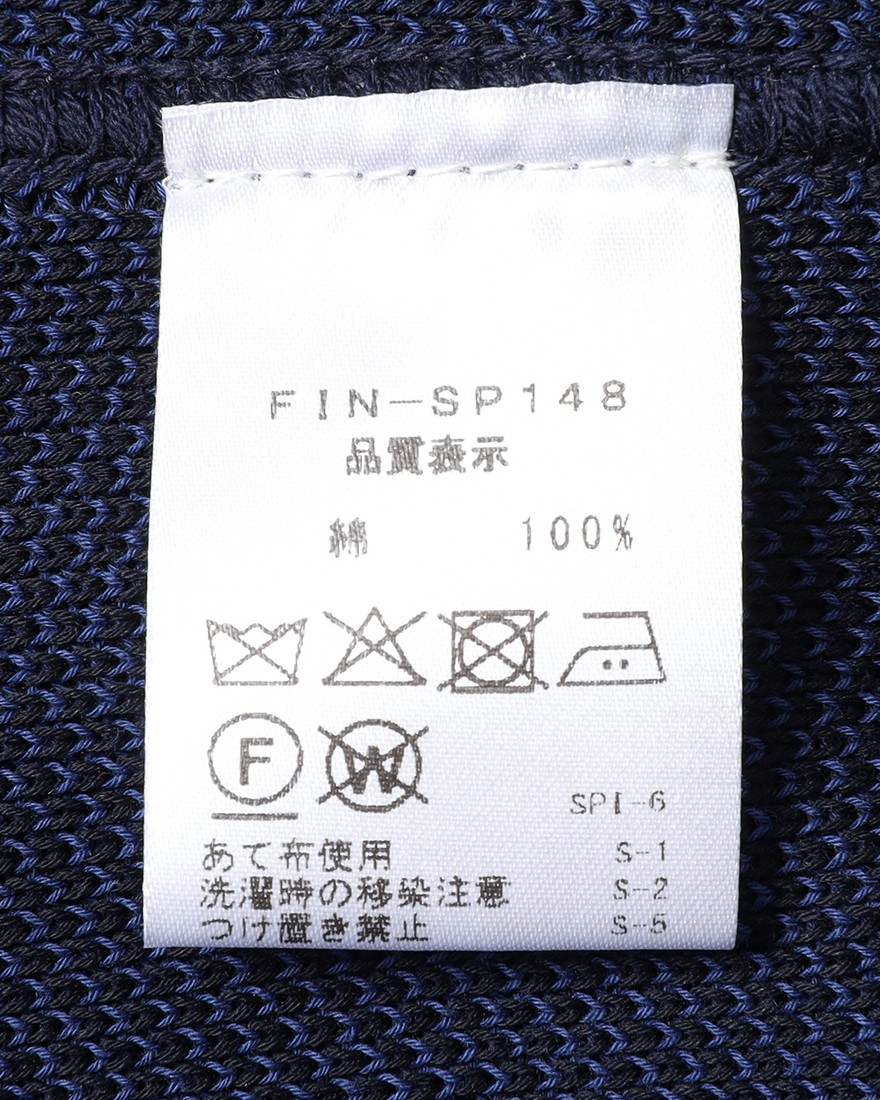 FIN-SP148
品質表示
綿 100%
F W
SPI-6
あて布使用 S-1
洗濯時の移染注意 S-2
つけ置き禁止 S-5